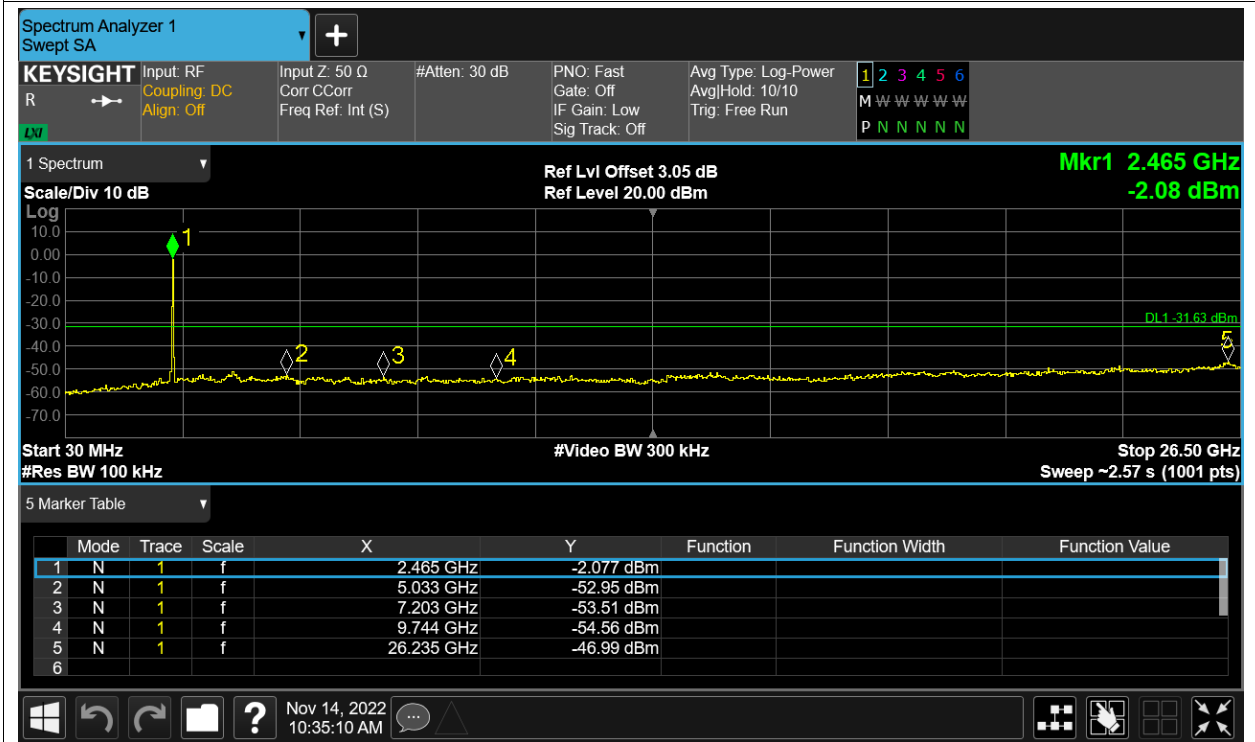 Spectrum Analyzer 1
Swept SA
KEYSIGHT
R
LXI
Input: RF
Coupling: DC
Align: Off
Input Z: 50 Ω
Corr CCorr
Freq Ref: Int (S)
#Atten: 30 dB
PNO: Fast
Gate: Off
IF Gain: Low
Sig Track: Off
Avg Type: Log-Power
Avg|Hold: 10/10
Trig: Free Run
1 2 3 4 5 6
M W W W W W
P N N N N N
1 Spectrum
Scale/Div 10 dB
Ref Lvl Offset 3.05 dB
Ref Level 20.00 dBm
Mkr1 2.465 GHz
-2.08 dBm
Log
10.0
0.00
-10.0
-20.0
-30.0
-40.0
-50.0
-60.0
-70.0
1
2
3
4
5
DL1 -31.63 dBm
Start 30 MHz
#Res BW 100 kHz
#Video BW 300 kHz
Stop 26.50 GHz
Sweep ~2.57 s (1001 pts)
5 Marker Table
Mode Trace Scale X Y Function Function Width Function Value
1 N 1 f 2.465 GHz -2.077 dBm
2 N 1 f 5.033 GHz -52.95 dBm
3 N 1 f 7.203 GHz -53.51 dBm
4 N 1 f 9.744 GHz -54.56 dBm
5 N 1 f 26.235 GHz -46.99 dBm
6
?
Nov 14, 2022
10:35:10 AM